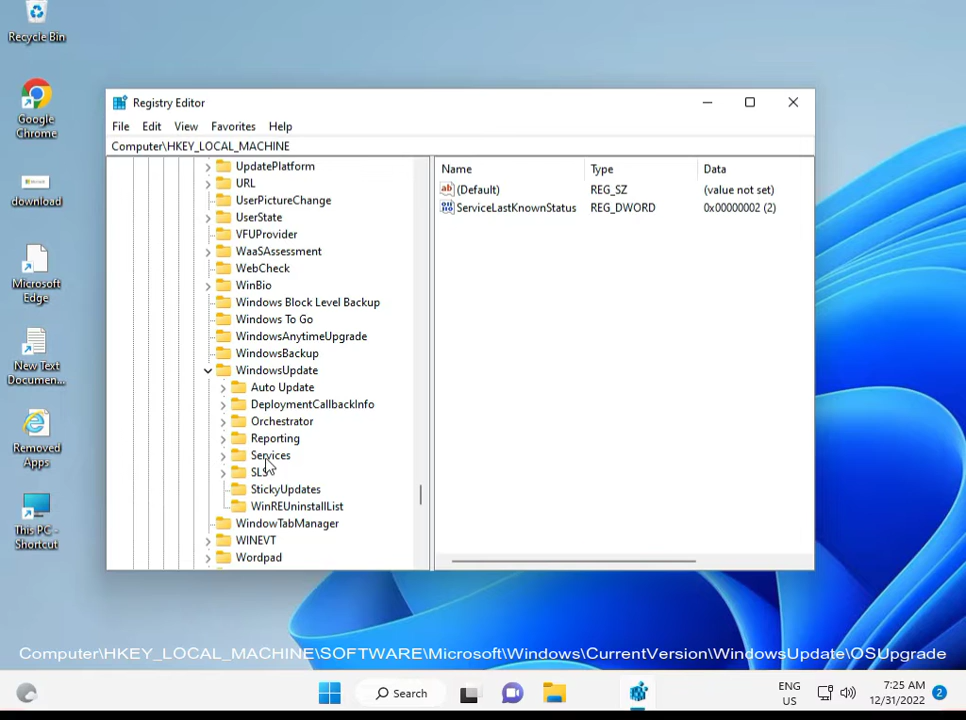 Recycle Bin
Google
Chrome
download
Microsoft
Edge
New Text
Documen...
Removed
Apps
This PC -
Shortcut
Registry Editor
File Edit View Favorites Help
Computer\HKEY_LOCAL_MACHINE
UpdatePlatform
URL
UserPictureChange
UserState
VFUProvider
WaaSAssessment
WebCheck
WinBio
Windows Block Level Backup
Windows To Go
WindowsAnytimeUpgrade
WindowsBackup
WindowsUpdate
Auto Update
DeploymentCallbackInfo
Orchestrator
Reporting
Services
SLS
StickyUpdates
WinREUninstallList
WindowTabManager
WINEVT
Wordpad
Name Type Data
(Default) REG_SZ (value not set)
ServiceLastKnownStatus REG_DWORD 0x00000002 (2)
Computer\HKEY_LOCAL_MACHINE\SOFTWARE\Microsoft\Windows\CurrentVersion\WindowsUpdate\OSUpgrade
Search
ENG
US
7:25 AM
12/31/2022
2